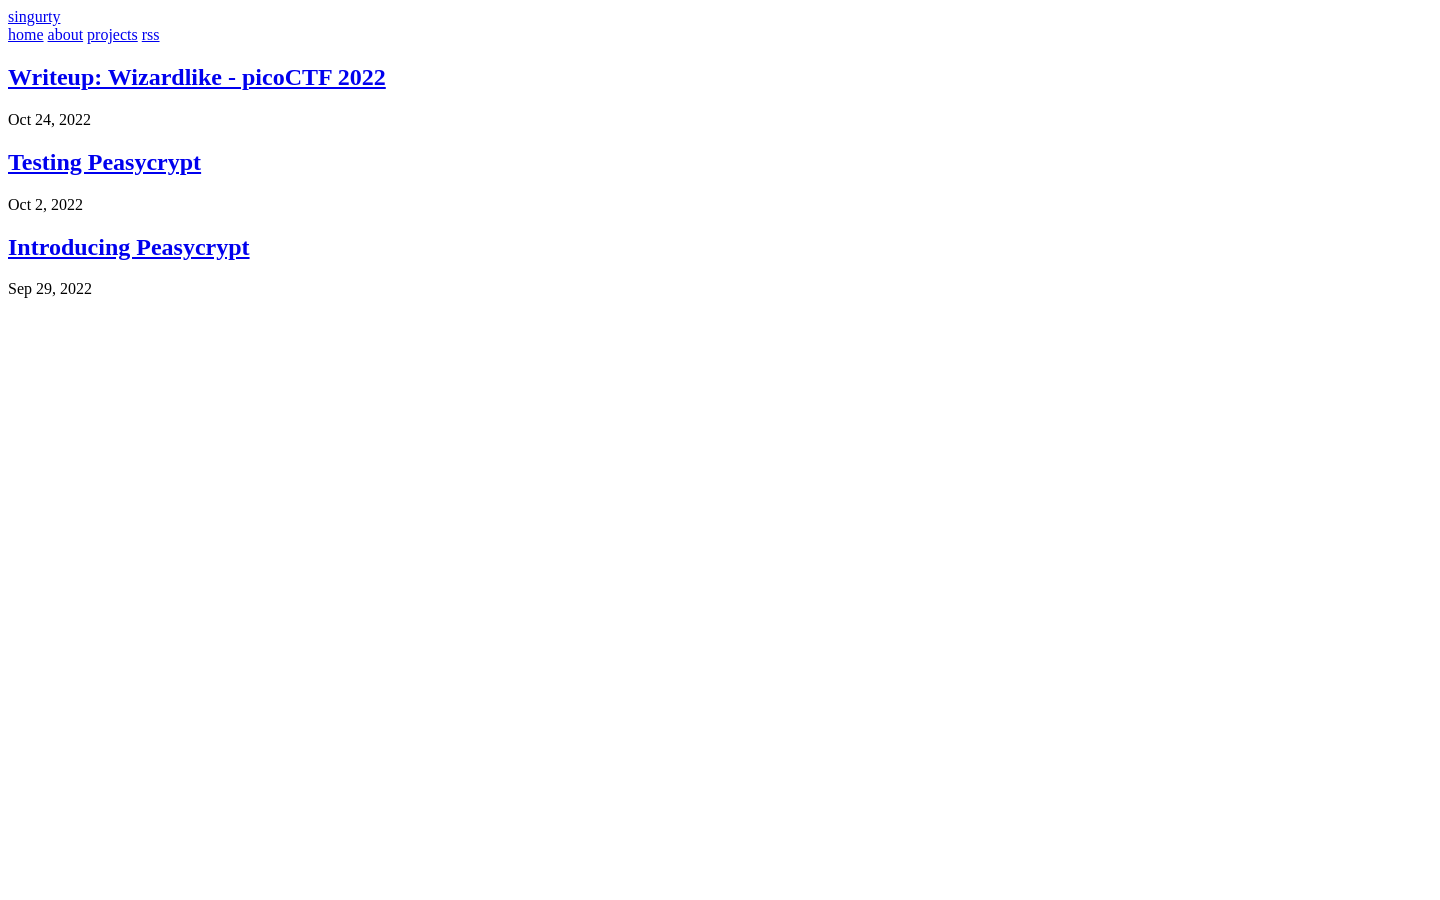 singurty
home about projects rss
Writeup: Wizardlike - picoCTF 2022
Oct 24, 2022
Testing Peasycrypt
Oct 2, 2022
Introducing Peasycrypt
Sep 29, 2022